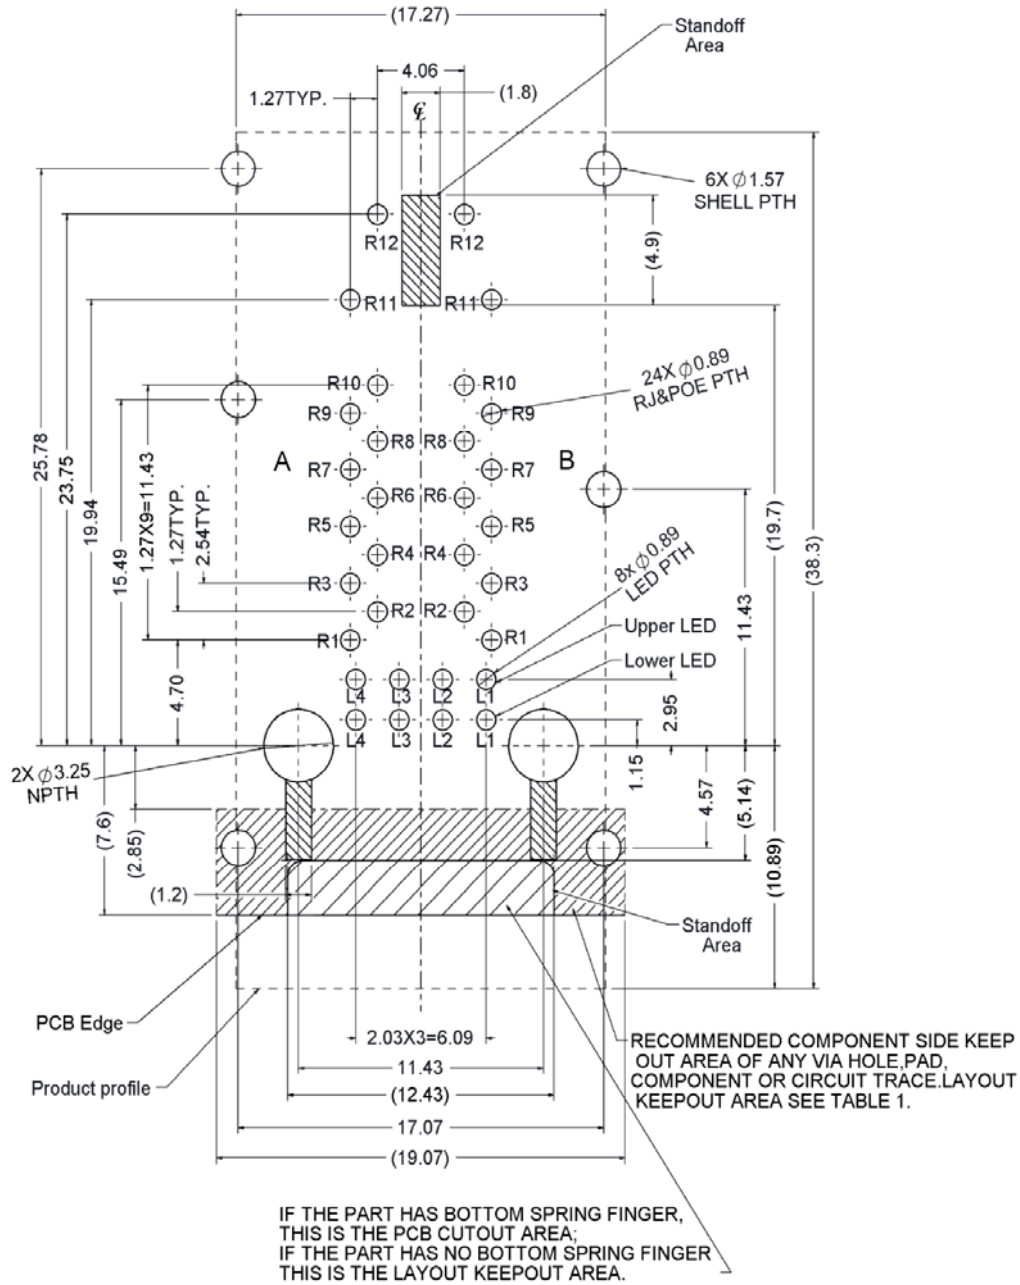 (17.27)
Standoff
Area
4.06
1.27TYP.
(1.8)
℄
6X ⌀1.57
SHELL PTH
R12 R12
(4.9)
R11 R11
24X ⌀0.89
RJ&POE PTH
R10 R10
R9 R9
R8 R8
A B
R7 R7
R6 R6
R5 R5
R4 R4
R3 R3
R2 R2
R1 R1
25.78
23.75
19.94
15.49
1.27X9=11.43
1.27TYP.
2.54TYP.
4.70
8x ⌀0.89
LED PTH
Upper LED
Lower LED
L4 L3 L2 L1
L4 L3 L2 L1
(19.7)
(38.3)
11.43
2.95
1.15
4.57
(5.14)
(10.89)
2X ⌀3.25
NPTH
(7.6)
(2.85)
(1.2)
Standoff
Area
PCB Edge
Product profile
2.03X3=6.09
11.43
(12.43)
17.07
(19.07)
RECOMMENDED COMPONENT SIDE KEEP
OUT AREA OF ANY VIA HOLE,PAD,
COMPONENT OR CIRCUIT TRACE.LAYOUT
KEEPOUT AREA SEE TABLE 1.
IF THE PART HAS BOTTOM SPRING FINGER,
THIS IS THE PCB CUTOUT AREA;
IF THE PART HAS NO BOTTOM SPRING FINGER
THIS IS THE LAYOUT KEEPOUT AREA.